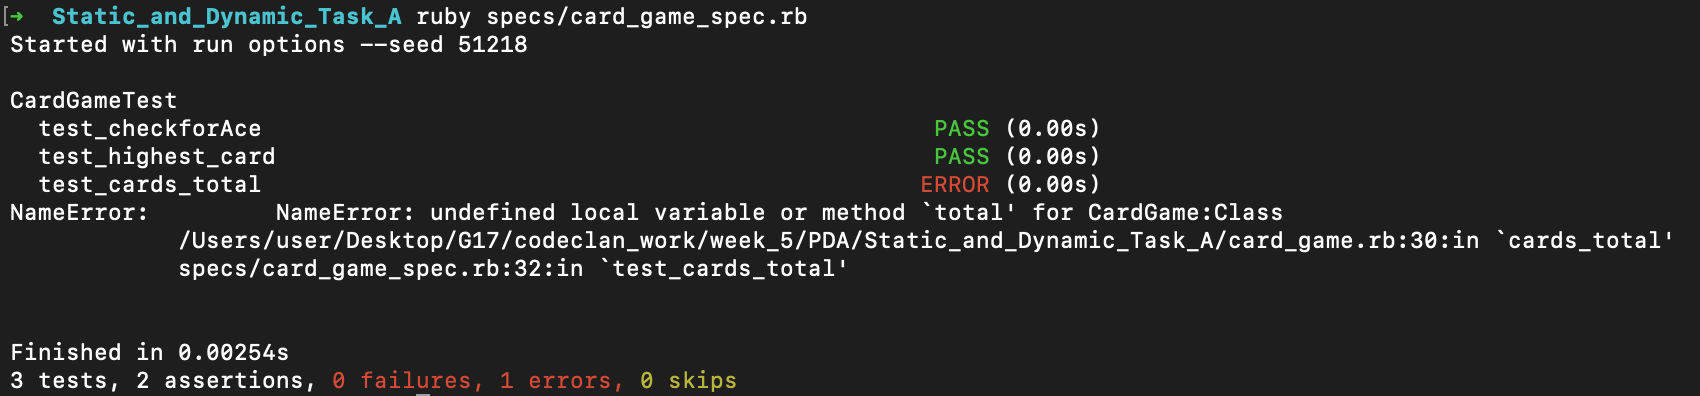 [➜  Static_and_Dynamic_Task_A ruby specs/card_game_spec.rb
Started with run options --seed 51218
CardGameTest
test_checkforAce PASS (0.00s)
test_highest_card PASS (0.00s)
test_cards_total ERROR (0.00s)
NameError: NameError: undefined local variable or method `total' for CardGame:Class
/Users/user/Desktop/G17/codeclan_work/week_5/PDA/Static_and_Dynamic_Task_A/card_game.rb:30:in `cards_total'
specs/card_game_spec.rb:32:in `test_cards_total'
Finished in 0.00254s
3 tests, 2 assertions, 0 failures, 1 errors, 0 skips